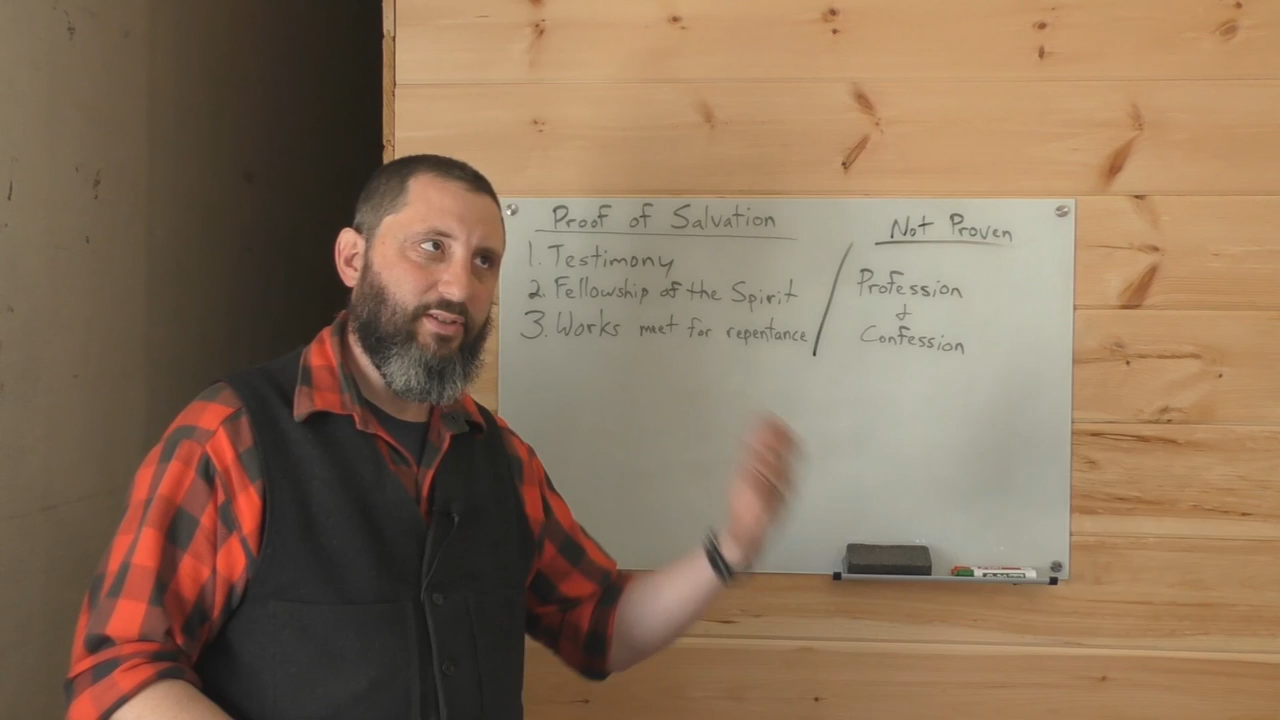 Proof of Salvation
1. Testimony
2. Fellowship of the Spirit
3. Works meet for repentance
Not Proven
Profession
&
Confession